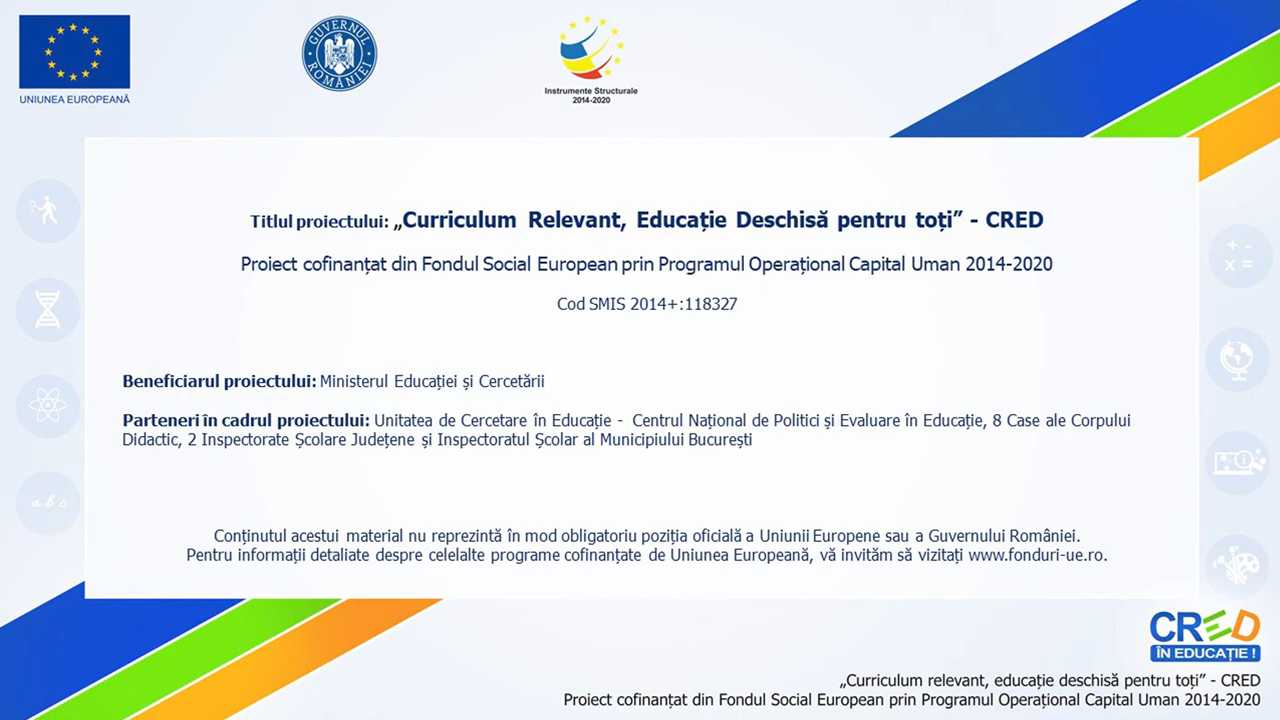 UNIUNEA EUROPEANĂ
GUVERNUL ROMÂNIEI
Instrumente Structurale
2014-2020
Titlul proiectului: „Curriculum Relevant, Educație Deschisă pentru toți” - CRED
Proiect cofinanțat din Fondul Social European prin Programul Operațional Capital Uman 2014-2020
Cod SMIS 2014+:118327
Beneficiarul proiectului: Ministerul Educației și Cercetării
Parteneri în cadrul proiectului: Unitatea de Cercetare în Educație - Centrul Național de Politici și Evaluare în Educație, 8 Case ale Corpului
Didactic, 2 Inspectorate Școlare Județene și Inspectoratul Școlar al Municipiului București
a b c
Conținutul acestui material nu reprezintă în mod obligatoriu poziția oficială a Uniunii Europene sau a Guvernului României.
Pentru informații detaliate despre celelalte programe cofinanțate de Uniunea Europeană, vă invităm să vizitați www.fonduri-ue.ro.
CRED
ÎN EDUCAȚIE !
„Curriculum relevant, educație deschisă pentru toți” - CRED
Proiect cofinanțat din Fondul Social European prin Programul Operațional Capital Uman 2014-2020